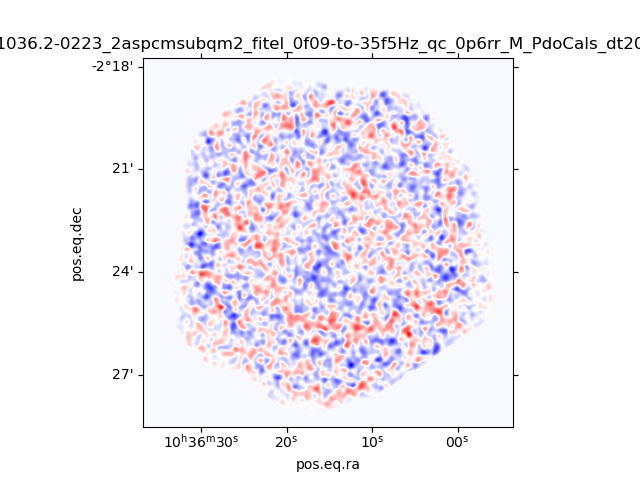 1036.2-0223_2aspcmsubqm2_fitel_0f09-to-35f5Hz_qc_0p6rr_M_PdoCals_dt20
-2°18'
21'
24'
27'
pos.eq.dec
10ʰ36ᵐ30ˢ 20ˢ 10ˢ 00ˢ
pos.eq.ra